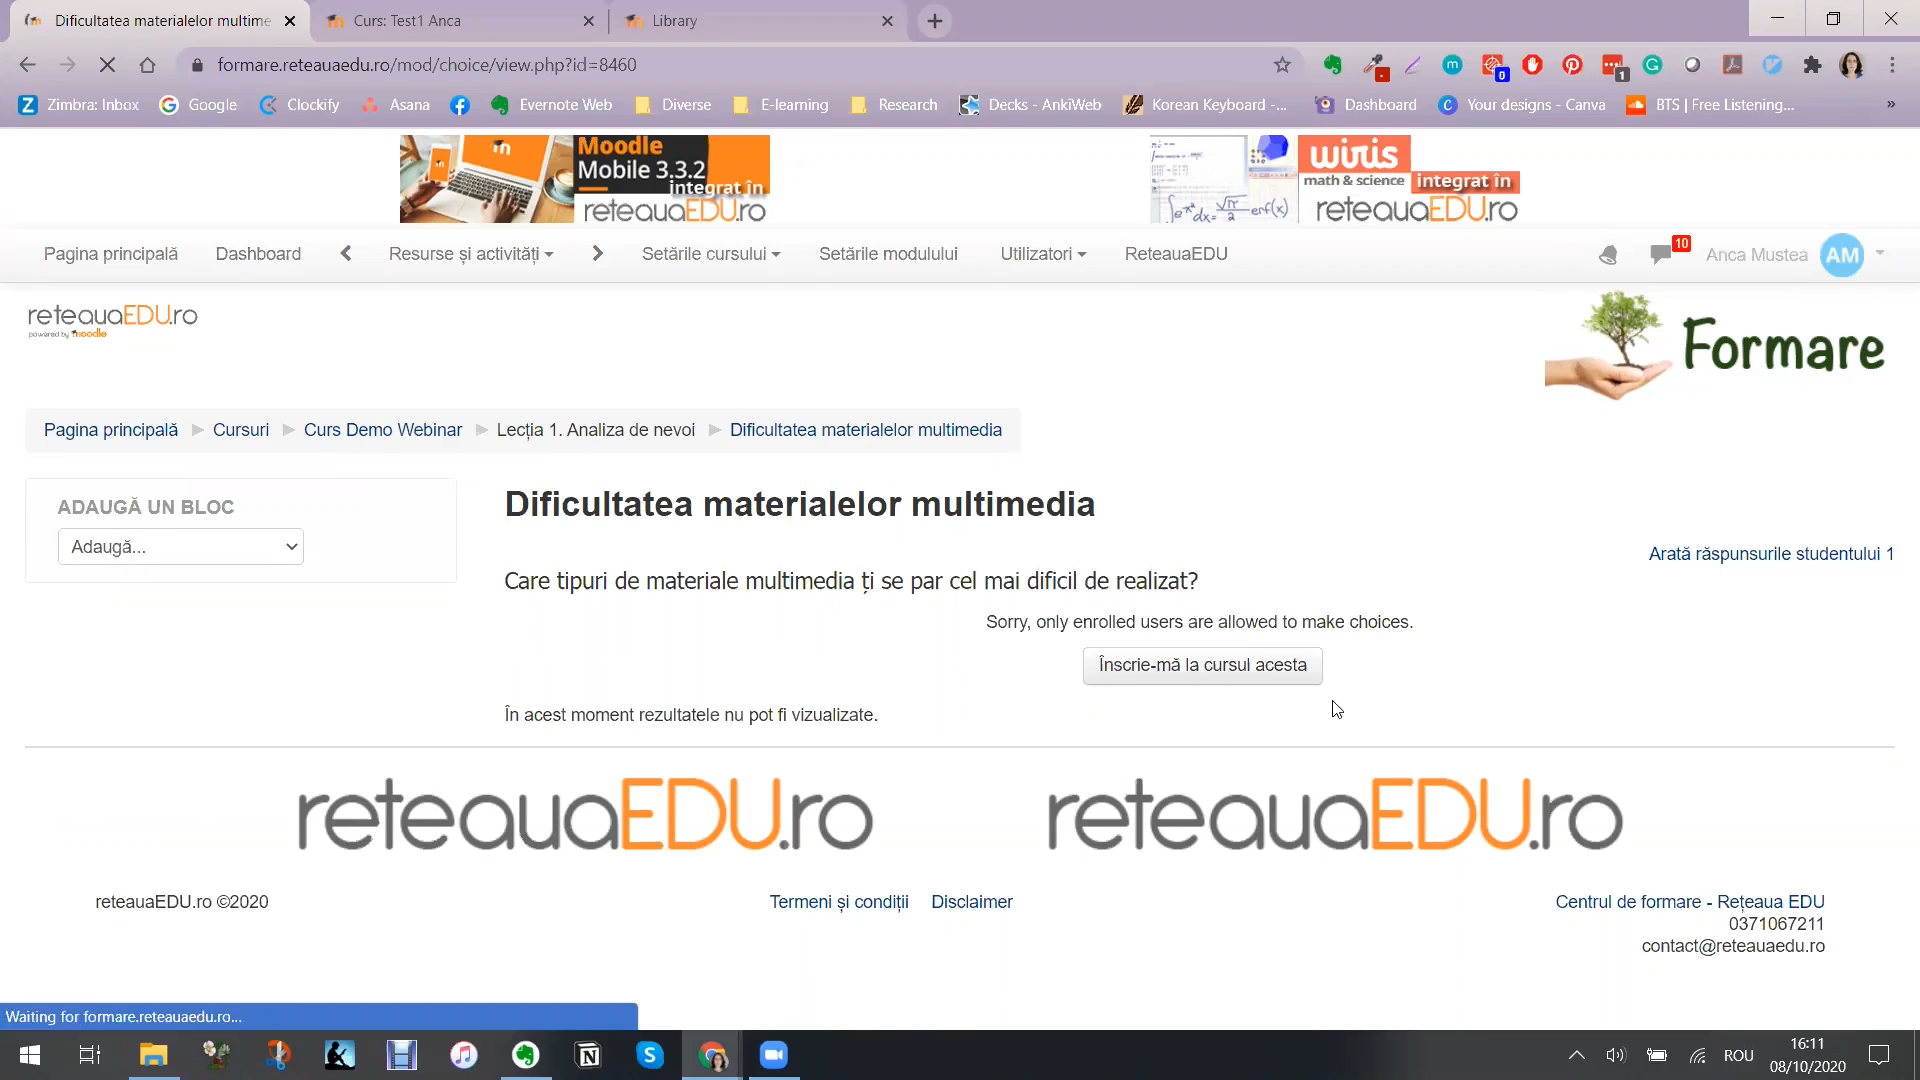 Dificultatea materialelor multime
Curs: Test1 Anca
Library
formare.reteauaedu.ro/mod/choice/view.php?id=8460
0
1
Zimbra: Inbox
Google
Clockify
Asana
Evernote Web
Diverse
E-learning
Research
Decks - AnkiWeb
Korean Keyboard -...
Dashboard
Your designs - Canva
BTS | Free Listening...
Moodle
Mobile 3.3.2
integrat în
reteauaEDU.ro
wiris
math & science
integrat în
reteauaEDU.ro
Pagina principală
Dashboard
Resurse și activități
Setările cursului
Setările modulului
Utilizatori
ReteauaEDU
10
Anca Mustea
AM
reteauaEDU.ro
powered by moodle
Formare
Pagina principală
Cursuri
Curs Demo Webinar
Lecția 1. Analiza de nevoi
Dificultatea materialelor multimedia
ADAUGĂ UN BLOC
Adaugă...
Dificultatea materialelor multimedia
Arată răspunsurile studentului 1
Care tipuri de materiale multimedia ți se par cel mai dificil de realizat?
Sorry, only enrolled users are allowed to make choices.
Înscrie-mă la cursul acesta
În acest moment rezultatele nu pot fi vizualizate.
reteauaEDU.ro
reteauaEDU.ro
reteauaEDU.ro ©2020
Termeni și condiții
Disclaimer
Centrul de formare - Rețeaua EDU
0371067211
contact@reteauaedu.ro
Waiting for formare.reteauaedu.ro...
ROU
16:11
08/10/2020